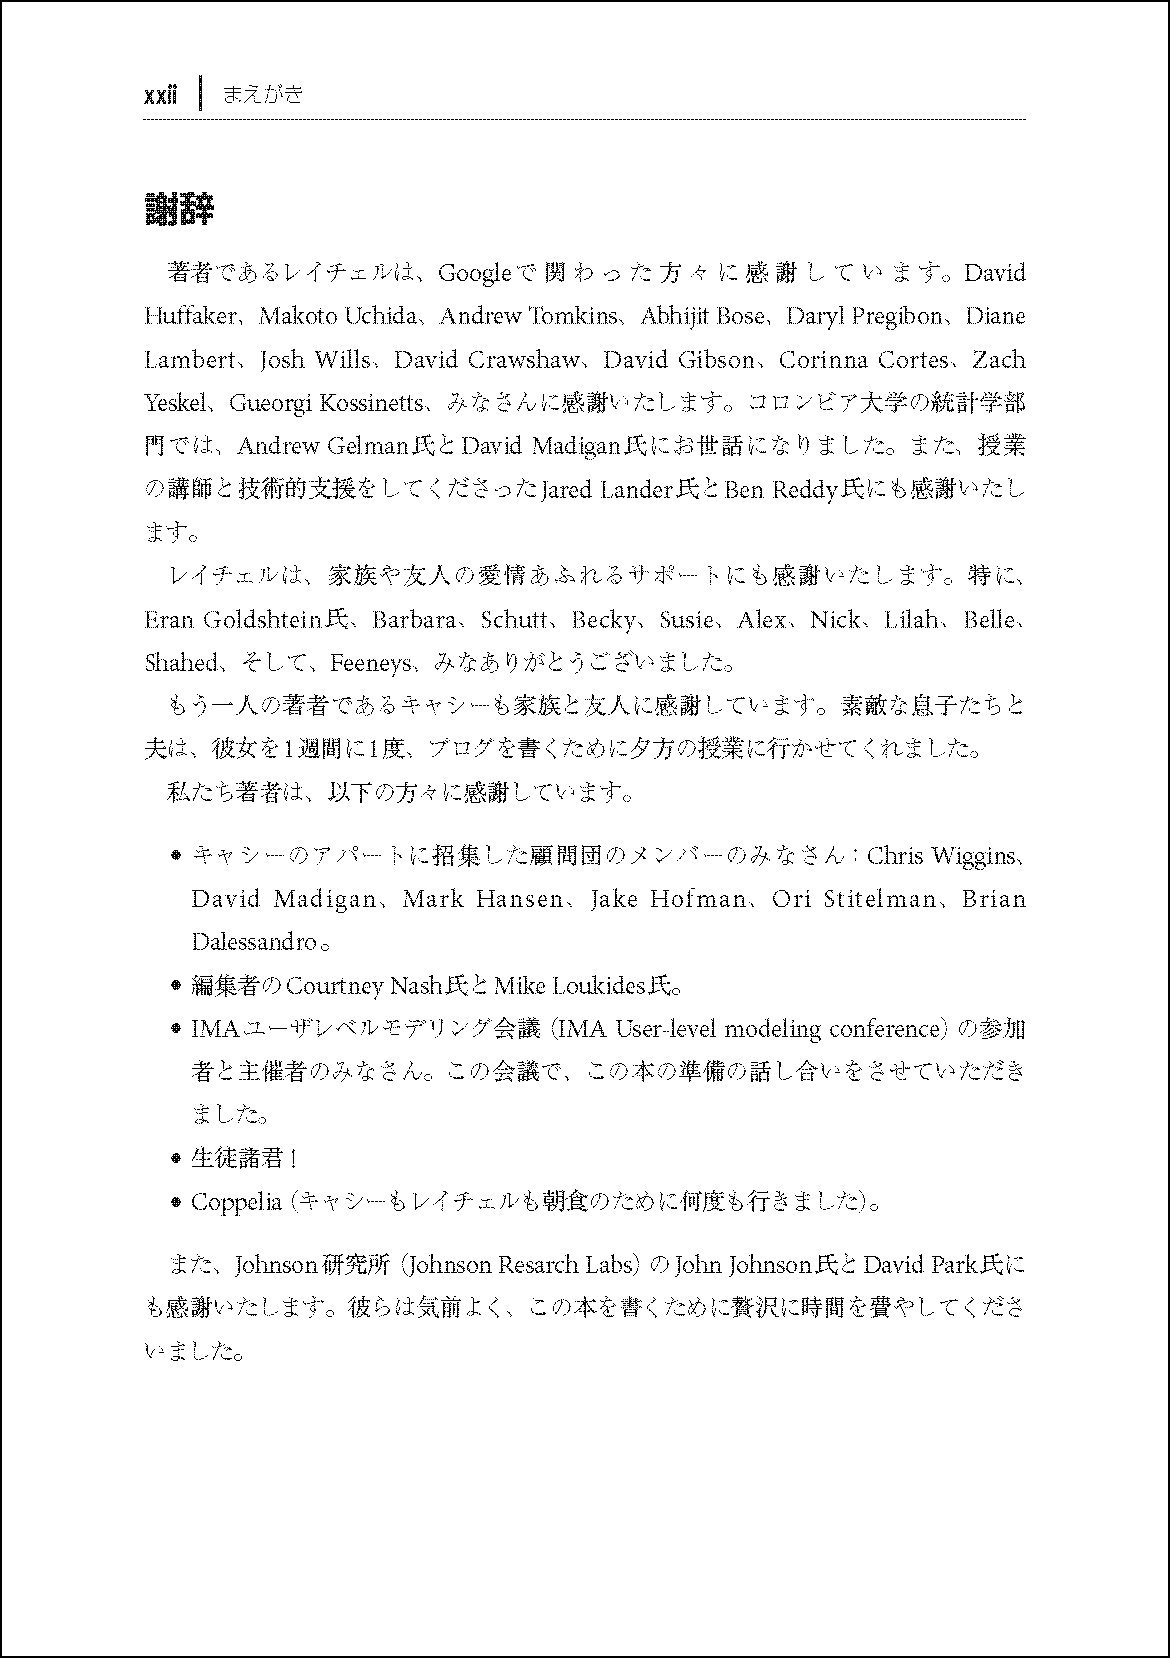 xxii まえがき
謝辞
著者であるレイチェルは、Googleで関わった方々に感謝しています。David
Huffaker、Makoto Uchida、Andrew Tomkins、Abhijit Bose、Daryl Pregibon、Diane
Lambert、Josh Wills、David Crawshaw、David Gibson、Corinna Cortes、Zach
Yeskel、Gueorgi Kossinetts、みなさんに感謝いたします。コロンビア大学の統計学部
門では、Andrew Gelman氏とDavid Madigan氏にお世話になりました。また、授業
の講師と技術的支援をしてくださったJared Lander氏とBen Reddy氏にも感謝いたし
ます。
レイチェルは、家族や友人の愛情あふれるサポートにも感謝いたします。特に、
Eran Goldshtein氏、Barbara、Schutt、Becky、Susie、Alex、Nick、Lilah、Belle、
Shahed、そして、Feeneys、みなありがとうございました。
もう一人の著者であるキャシーも家族と友人に感謝しています。素敵な息子たちと
夫は、彼女を1週間に1度、ブログを書くために夕方の授業に行かせてくれました。
私たち著者は、以下の方々に感謝しています。
● キャシーのアパートに招集した顧問団のメンバーのみなさん：Chris Wiggins、
David Madigan、Mark Hansen、Jake Hofman、Ori Stitelman、Brian
Dalessandro。
● 編集者のCourtney Nash氏とMike Loukides氏。
● IMAユーザレベルモデリング会議（IMA User-level modeling conference）の参加
者と主催者のみなさん。この会議で、この本の準備の話し合いをさせていただき
ました。
● 生徒諸君！
● Coppelia（キャシーもレイチェルも朝食のために何度も行きました）。
また、Johnson研究所（Johnson Resarch Labs）のJohn Johnson氏とDavid Park氏に
も感謝いたします。彼らは気前よく、この本を書くために贅沢に時間を費やしてくださ
いました。